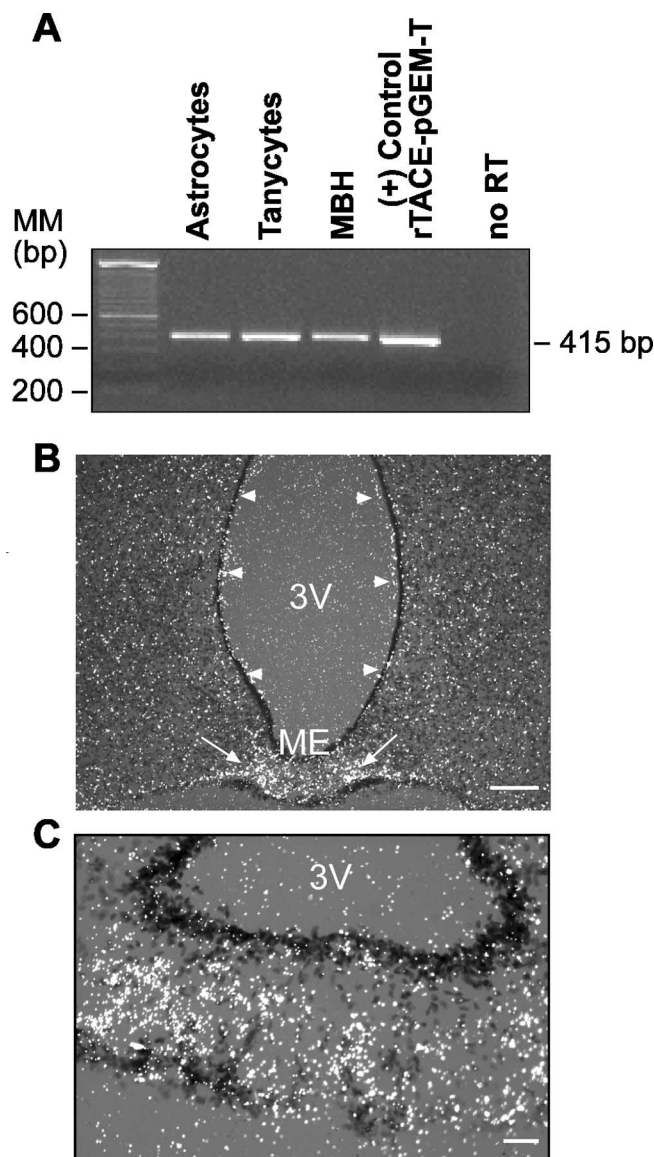 A
Astrocytes
Tanycytes
MBH
(+) Control
rTACE-pGEM-T
no RT
MM
(bp)
600 –
400 –
200 –
– 415 bp
B
3V
ME
C
3V